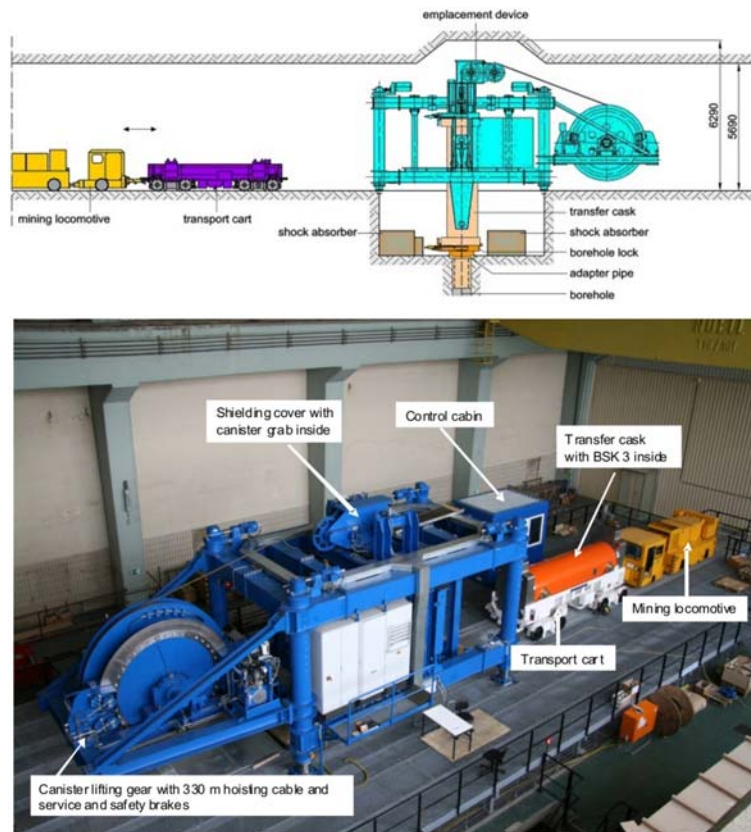 emplacement device
6290
5690
mining locomotive
transport cart
transfer cask
shock absorber
shock absorber
borehole lock
adapter pipe
borehole
Shielding cover with
canister grab inside
Control cabin
Transfer cask
with BSK 3 inside
Mining locomotive
Transport cart
Canister lifting gear with 330 m hoisting cable and
service and safety brakes